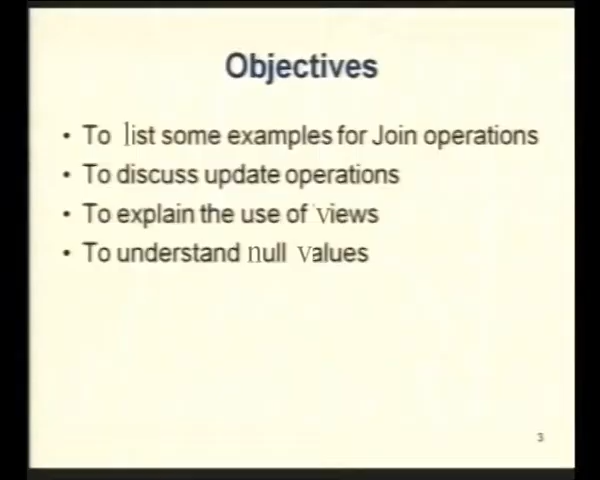 Objectives
• To list some examples for Join operations
• To discuss update operations
• To explain the use of views
• To understand null values
3